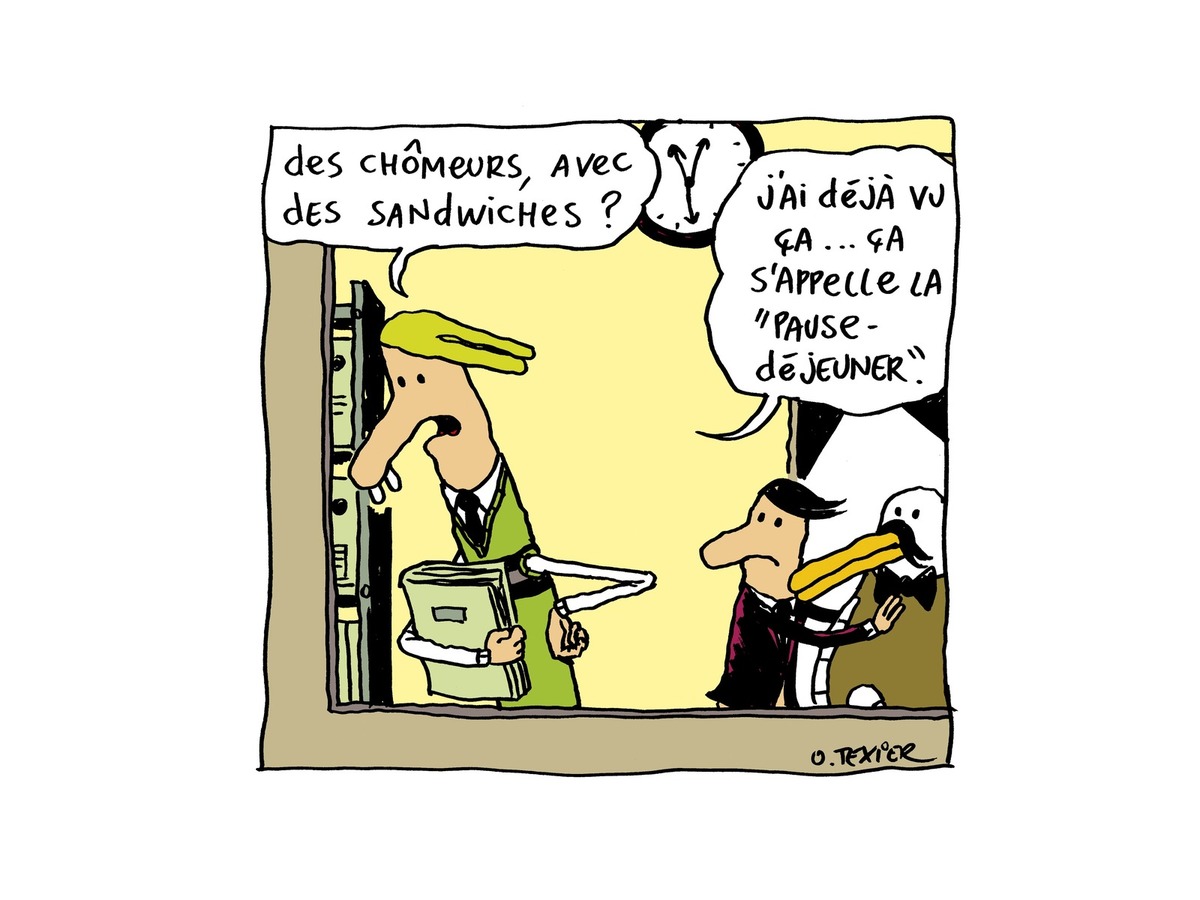 des CHÔMEURS, AVEC
dES SANdwiCHeS ?
J'Ai déJÀ VU
ÇA ... ÇA
S'APPelle LA
"PAUSe-
déJEUNER".
O. TEXIER